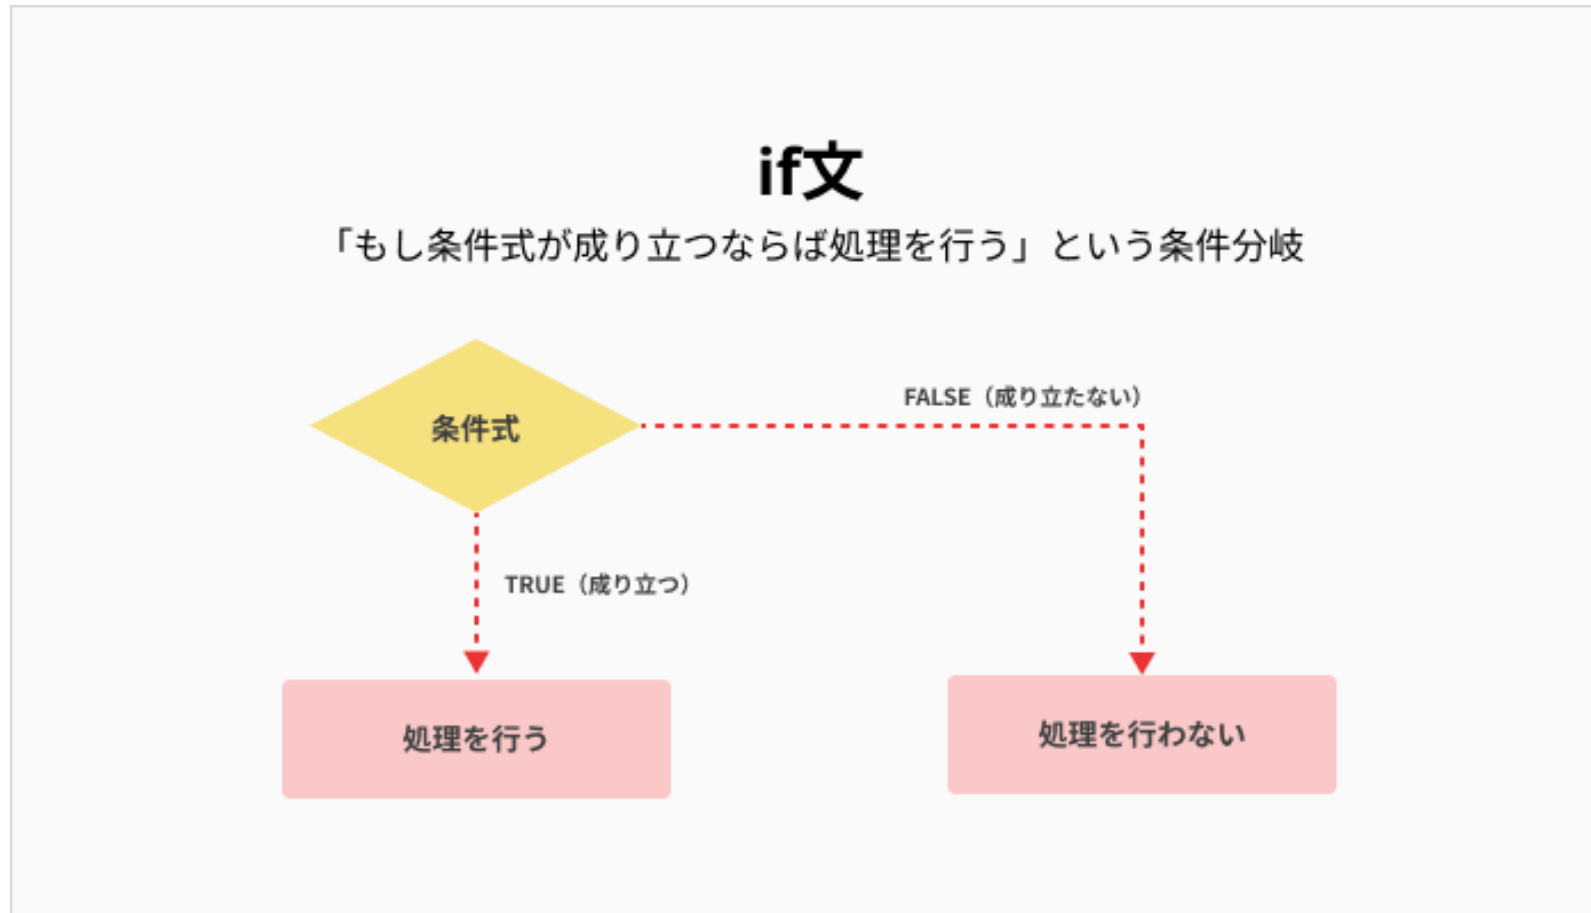 if文
「もし条件式が成り立つならば処理を行う」という条件分岐
条件式
FALSE（成り立たない）
TRUE（成り立つ）
処理を行う
処理を行わない